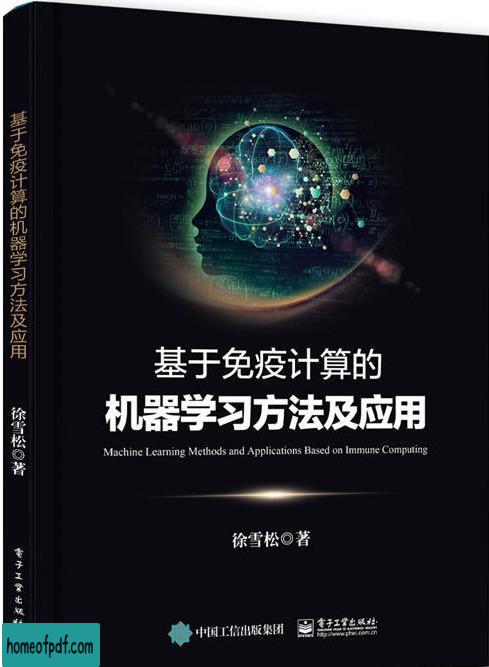 基于免疫计算的
机器学习方法及应用
Machine Learning Methods and Applications Based on Immune Computing
徐雪松◎著
中国工信出版集团
电子工业出版社
http://www.phei.com.cn
基于免疫计算的机器学习方法及应用
徐雪松◎著
电子工业出版社
homeofpdf.com